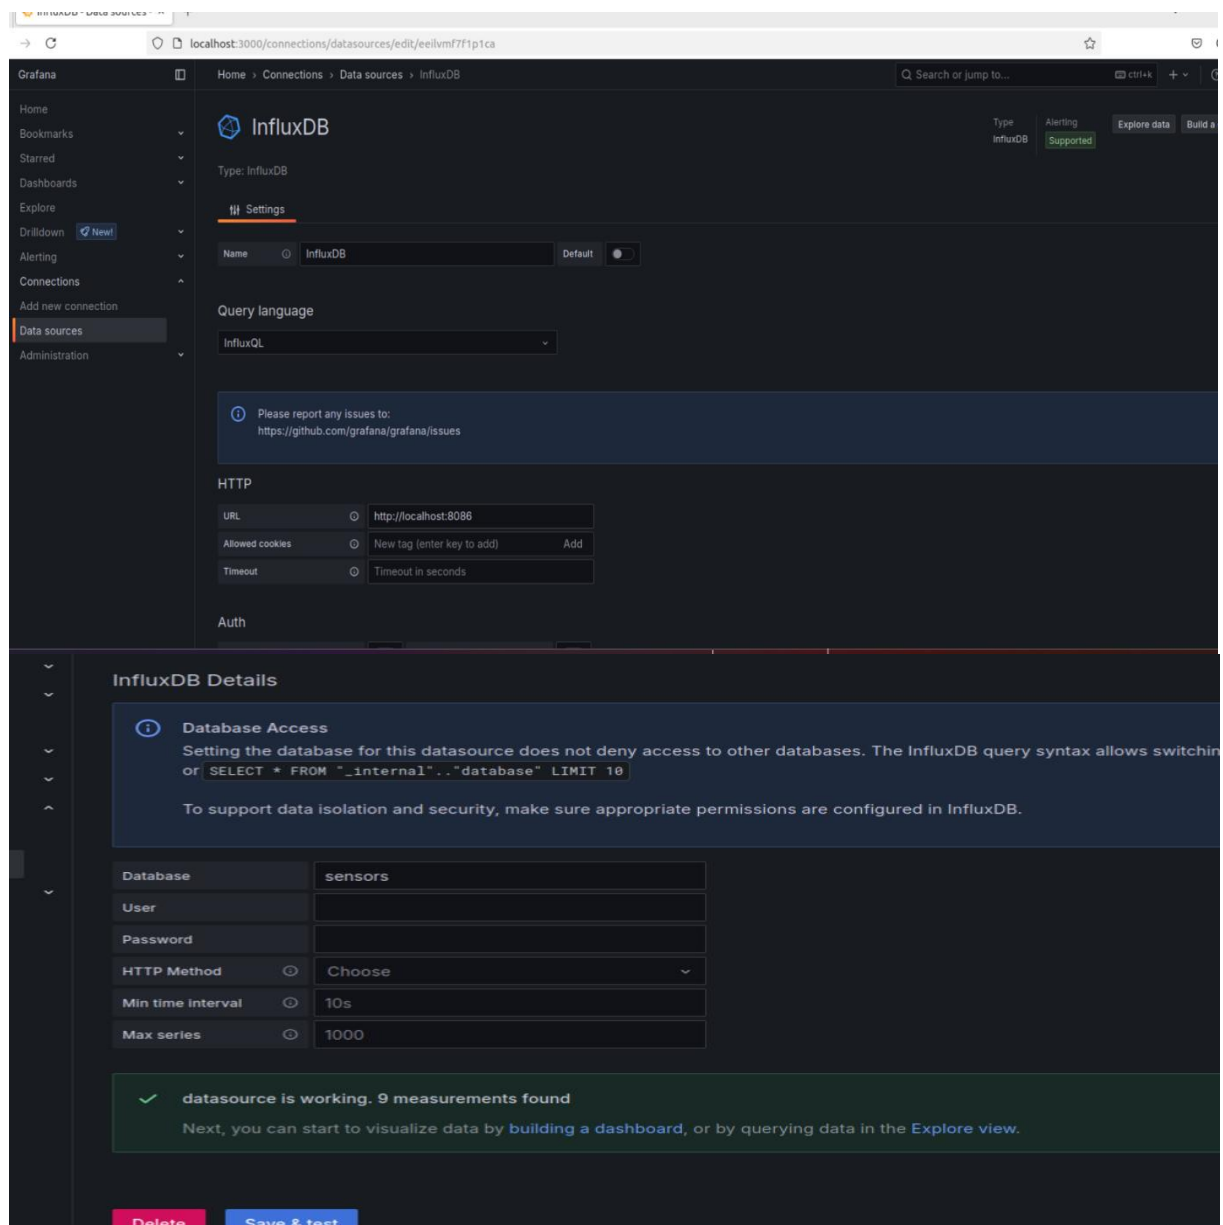 InfluxDB - Data sources -
localhost:3000/connections/datasources/edit/eeilvmf7f1p1ca
Grafana
Home › Connections › Data sources › InfluxDB
Search or jump to...
ctrl+k
Home
Bookmarks
Starred
Dashboards
Explore
Drilldown New!
Alerting
Connections
Add new connection
Data sources
Administration
InfluxDB
Type
InfluxDB
Alerting
Supported
Explore data
Build a
Type: InfluxDB
Settings
Name InfluxDB Default
Query language
InfluxQL
Please report any issues to:
https://github.com/grafana/grafana/issues
HTTP
URL http://localhost:8086
Allowed cookies New tag (enter key to add) Add
Timeout Timeout in seconds
Auth
InfluxDB Details
Database Access
Setting the database for this datasource does not deny access to other databases. The InfluxDB query syntax allows switchin
or SELECT * FROM "_internal".."database" LIMIT 10
To support data isolation and security, make sure appropriate permissions are configured in InfluxDB.
Database sensors
User
Password
HTTP Method Choose
Min time interval 10s
Max series 1000
datasource is working. 9 measurements found
Next, you can start to visualize data by building a dashboard, or by querying data in the Explore view.
Delete Save & test